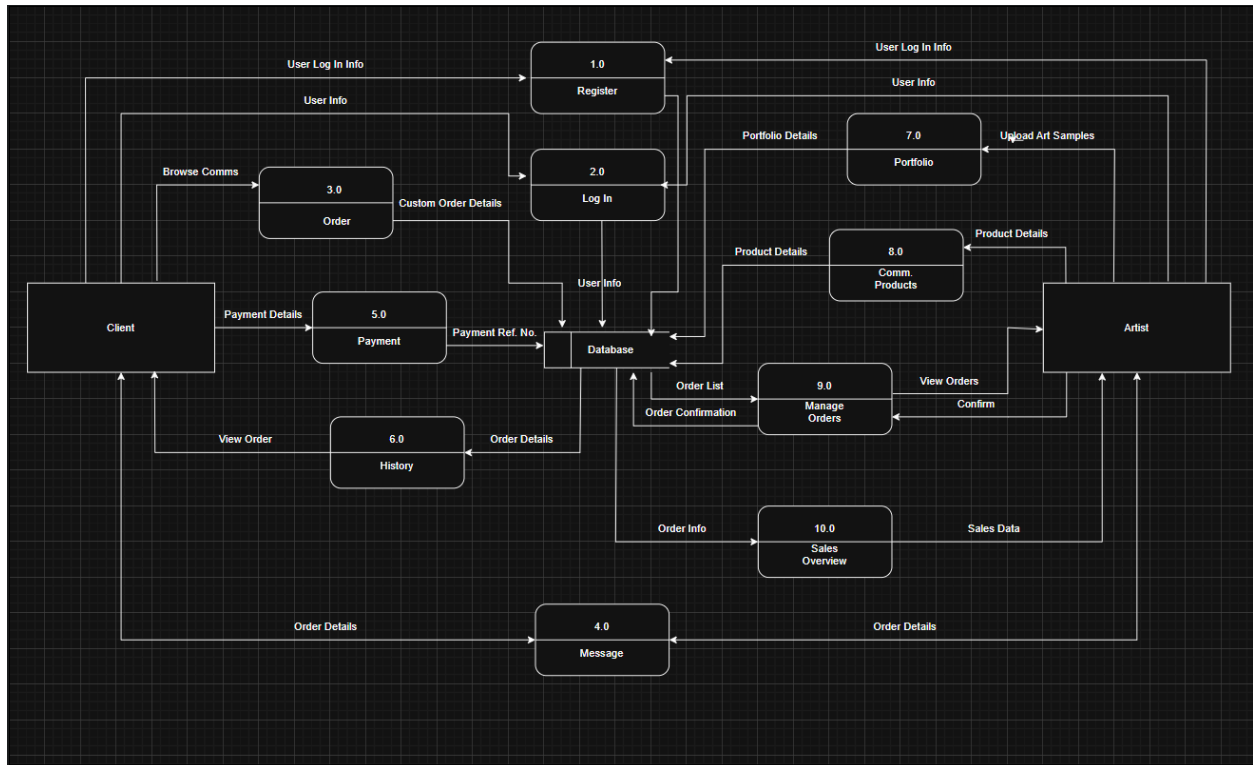 User Log In Info
1.0
Register
User Log In Info
User Info
User Info
Portfolio Details
7.0
Portfolio
Upload Art Samples
Browse Comms
3.0
Order
Custom Order Details
2.0
Log In
Product Details
8.0
Comm.
Products
Product Details
User Info
Client
Payment Details
5.0
Payment
Payment Ref. No.
Database
Artist
Order List
Order Confirmation
9.0
Manage
Orders
View Orders
Confirm
View Order
6.0
History
Order Details
Order Info
10.0
Sales
Overview
Sales Data
Order Details
4.0
Message
Order Details